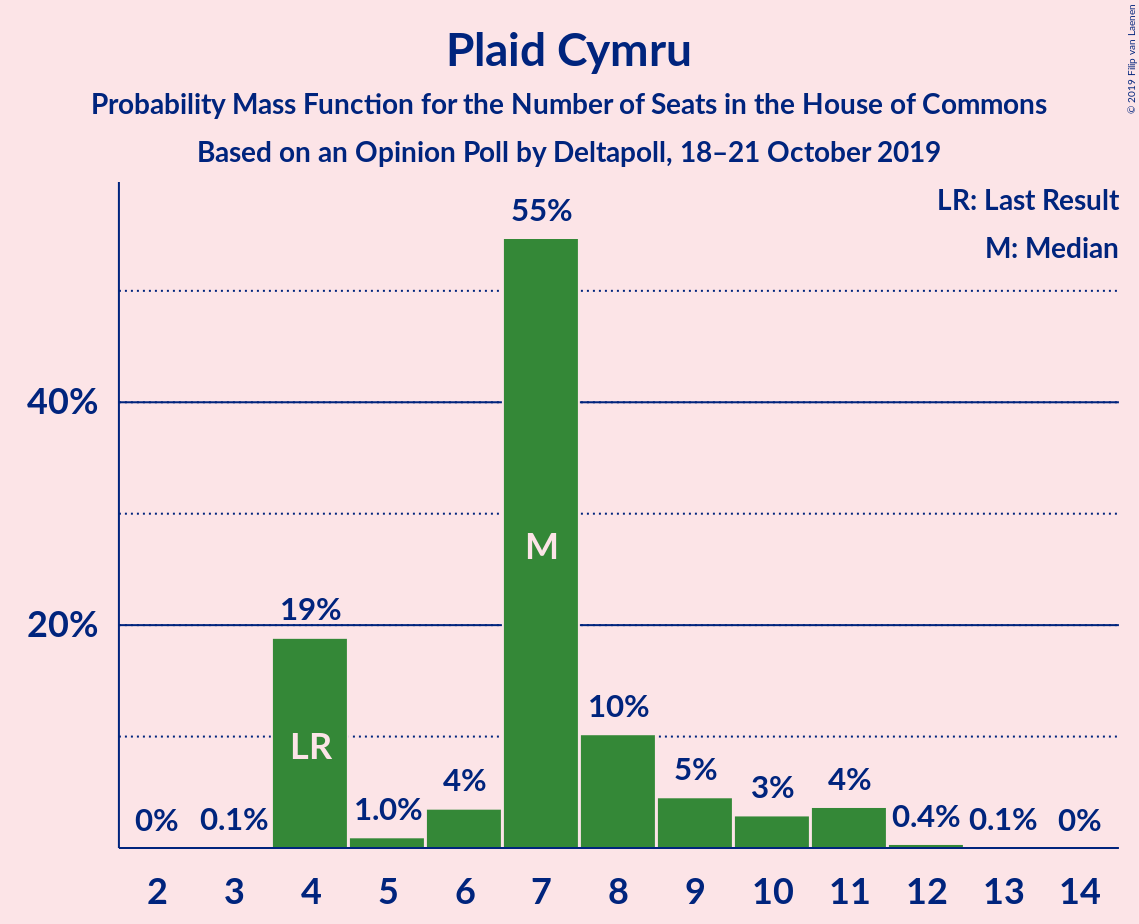 Plaid Cymru
Probability Mass Function for the Number of Seats in the House of Commons
Based on an Opinion Poll by Deltapoll, 18–21 October 2019
© 2019 Filip van Laenen
LR: Last Result
M: Median
55%
40%
M
19%
20%
10%
LR
5%
4%
3%
4%
0%
0.1%
1.0%
0.4%
0.1%
0%
2 3 4 5 6 7 8 9 10 11 12 13 14